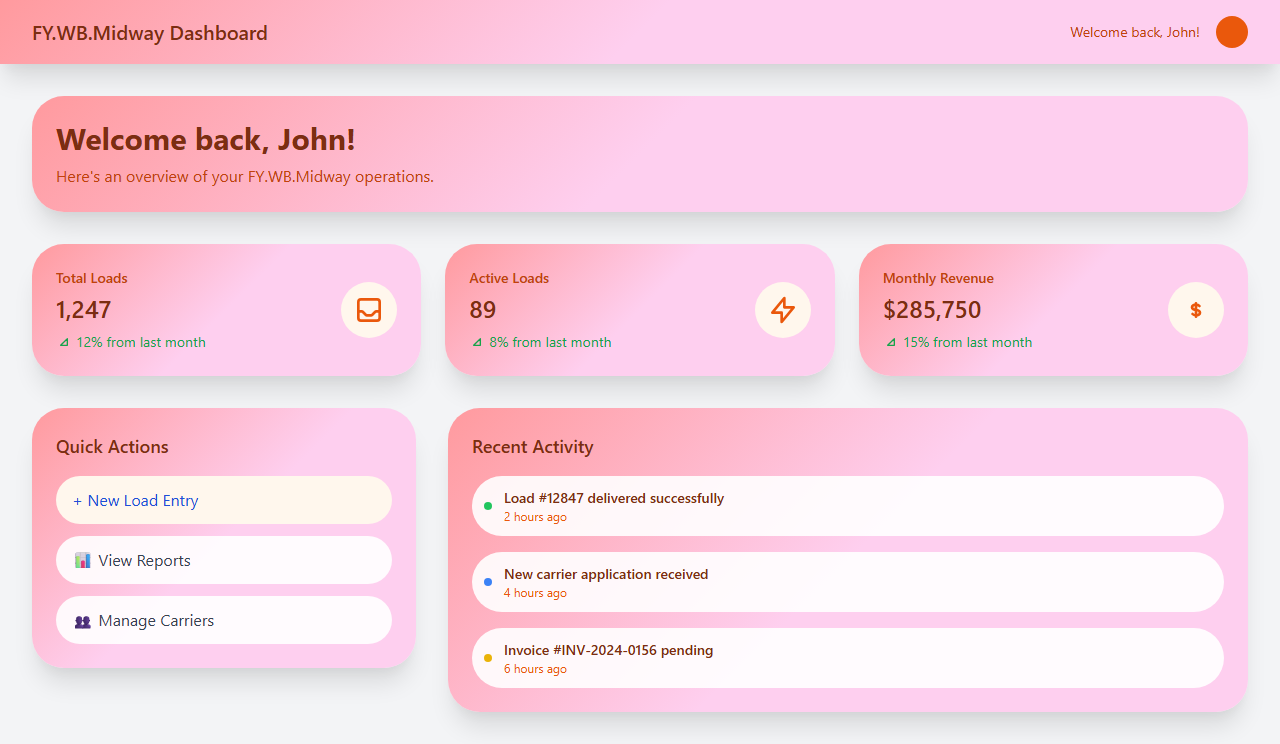 FY.WB.Midway Dashboard
Welcome back, John!
Welcome back, John!
Here's an overview of your FY.WB.Midway operations.
Total Loads
1,247
⊿ 12% from last month
Active Loads
89
⊿ 8% from last month
Monthly Revenue
$285,750
⊿ 15% from last month
$
Quick Actions
+ New Load Entry
📊 View Reports
👥 Manage Carriers
Recent Activity
Load #12847 delivered successfully
2 hours ago
New carrier application received
4 hours ago
Invoice #INV-2024-0156 pending
6 hours ago